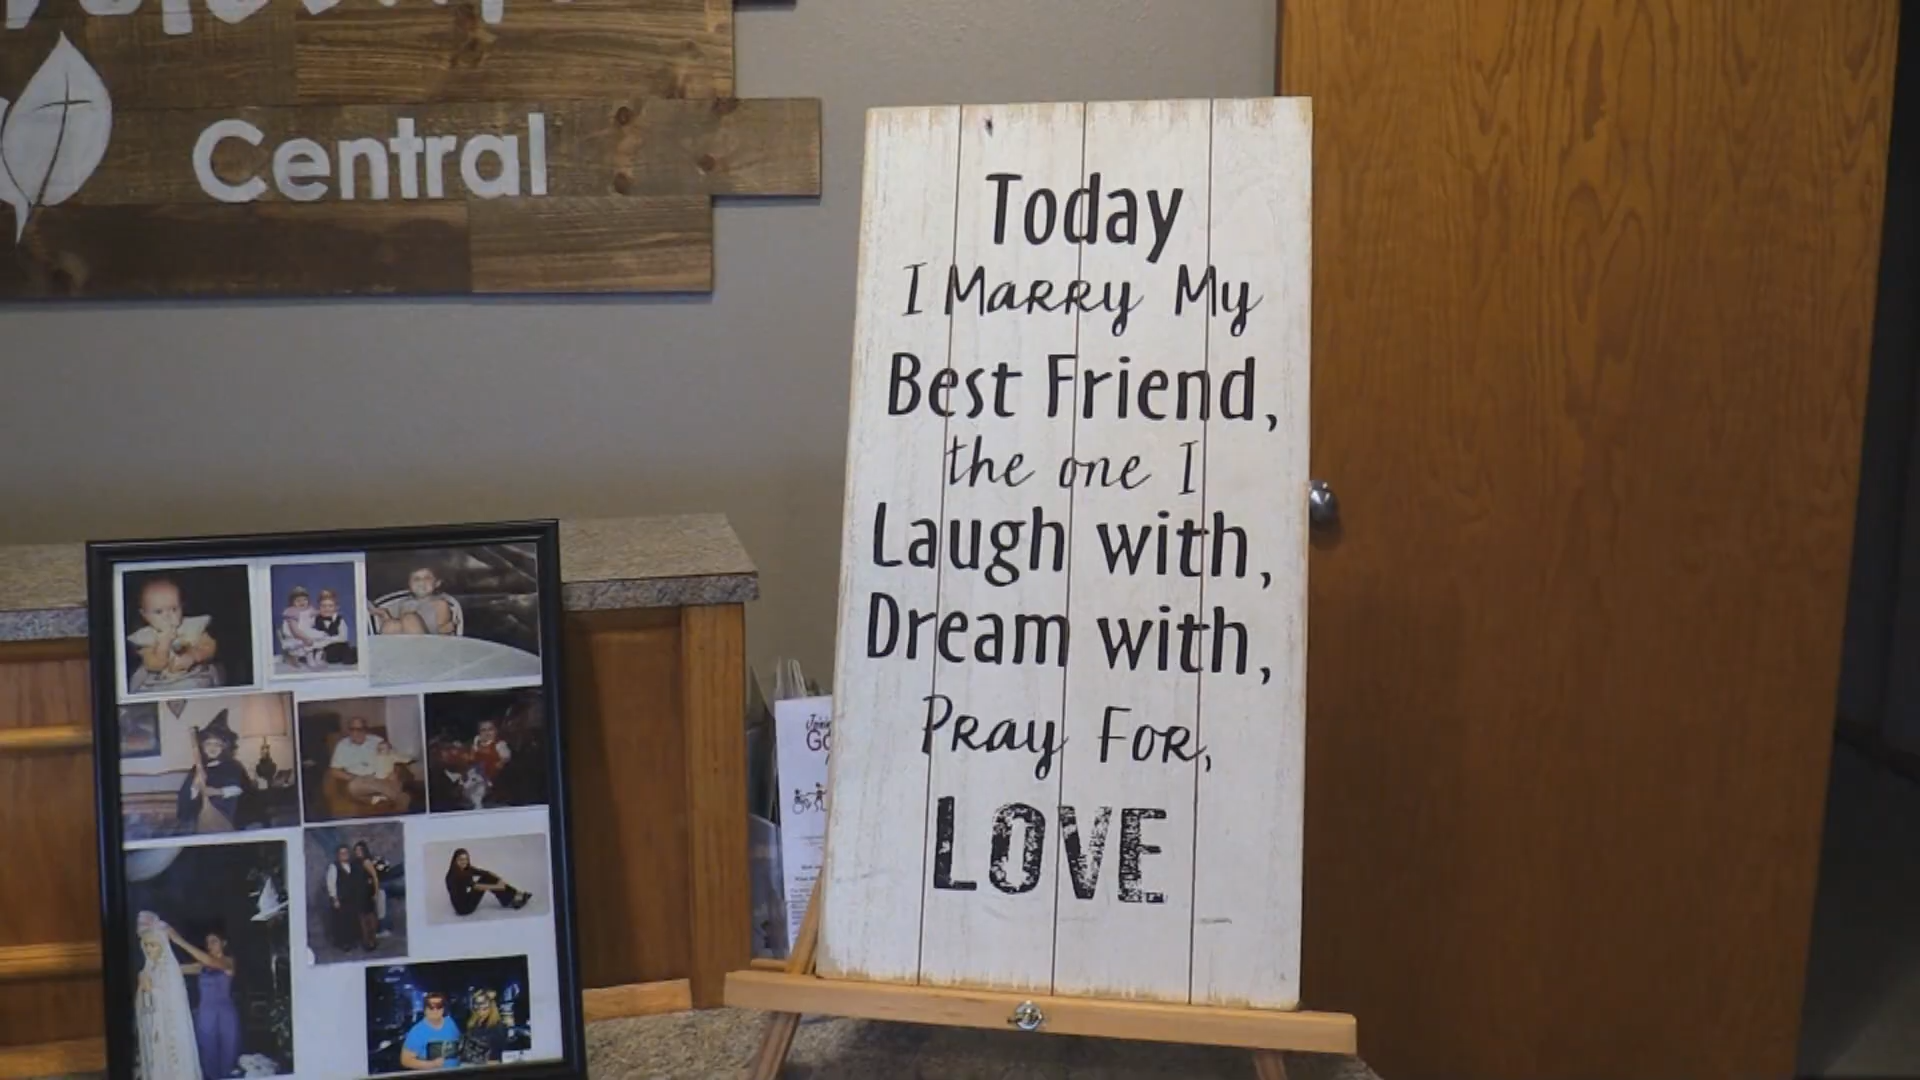 Central
Today
I Marry My
Best Friend,
the one I
Laugh with,
Dream with,
Pray For,
LOVE